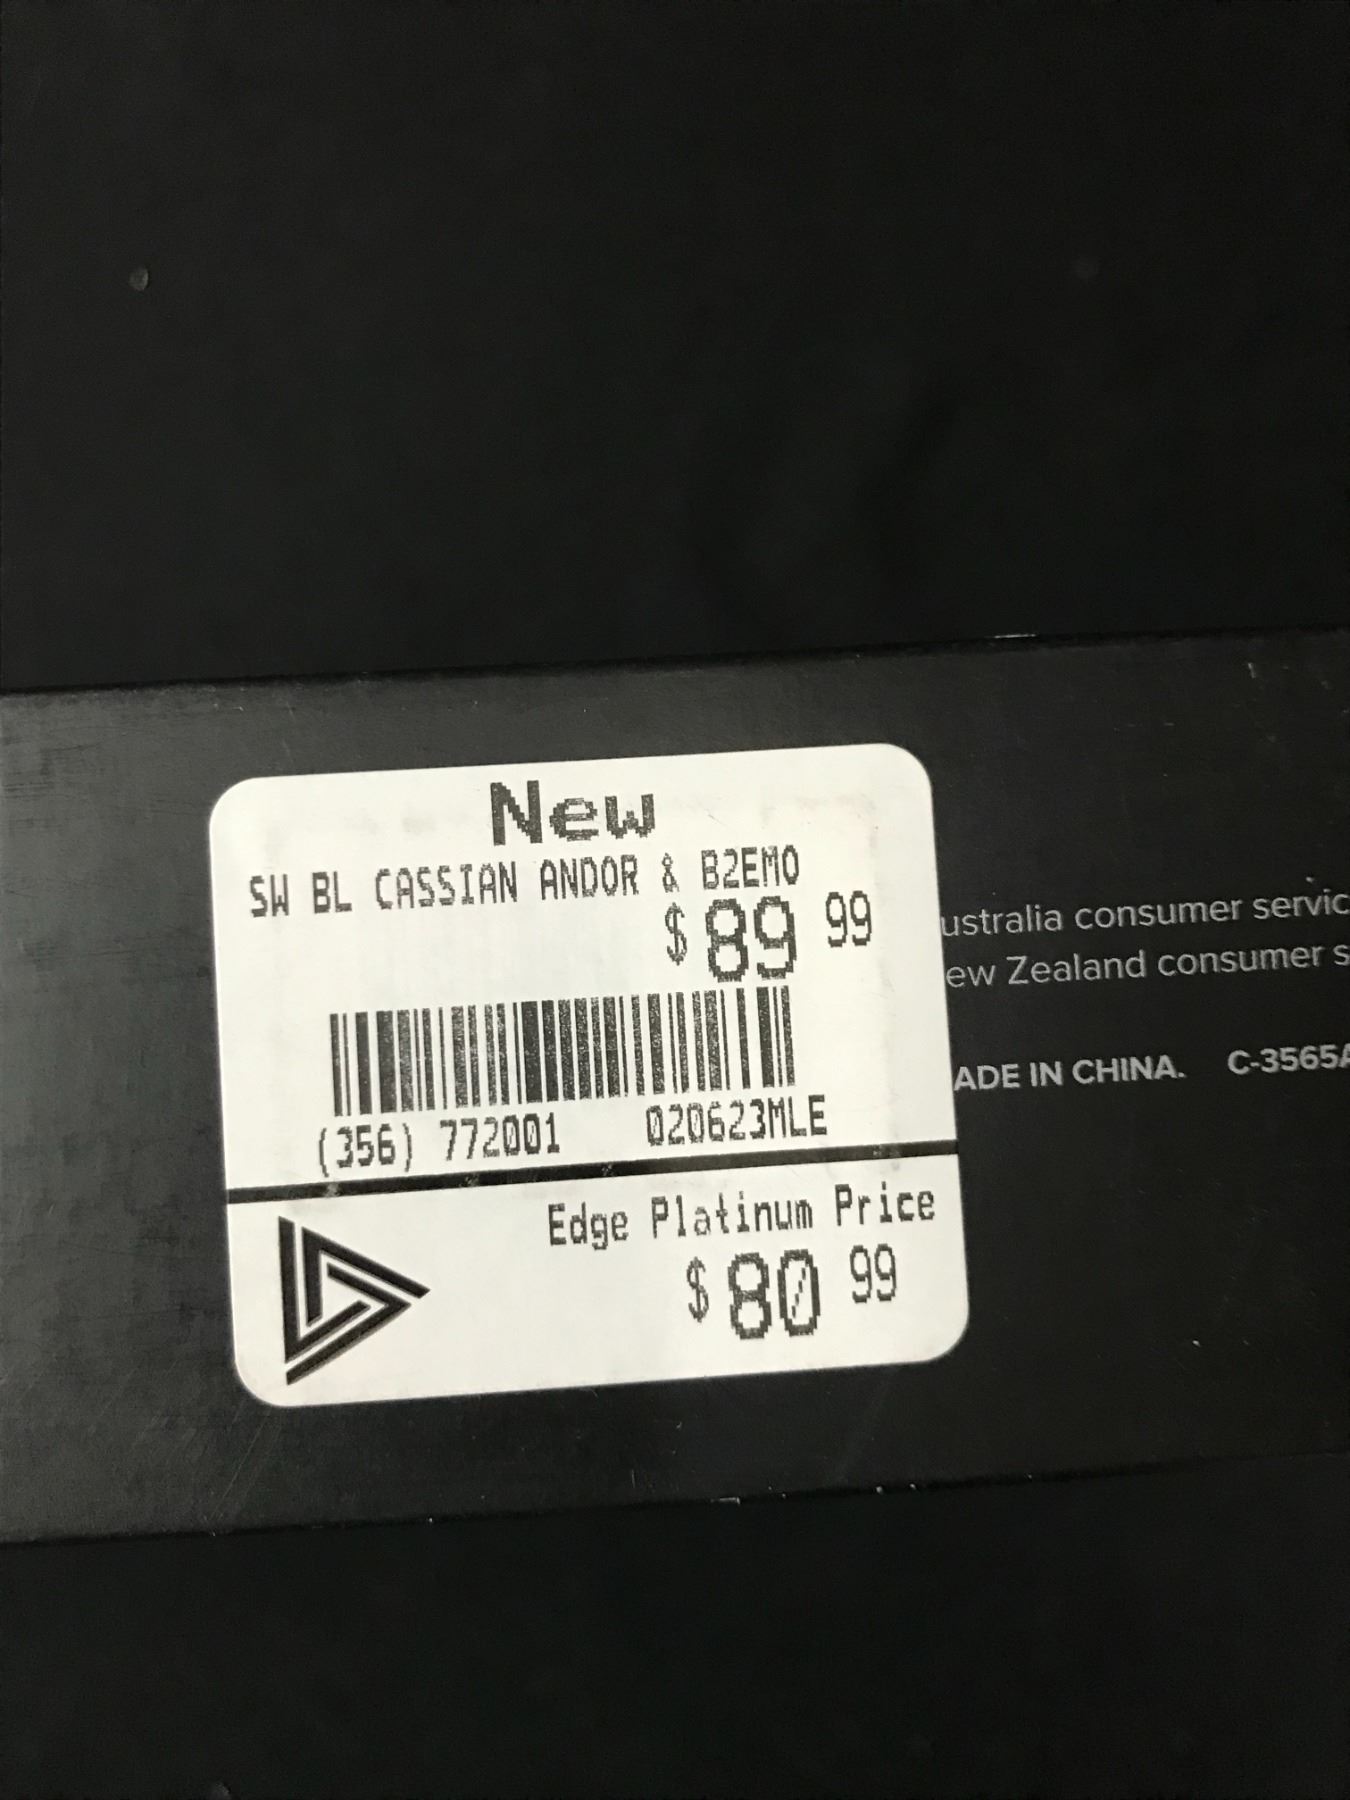 New
SW BL CASSIAN ANDOR & B2EMO
$ 89 99
(356) 772001 020623MLE
Edge Platinum Price
$ 80 99
ustralia consumer servic
ew Zealand consumer s
ADE IN CHINA. C-3565A